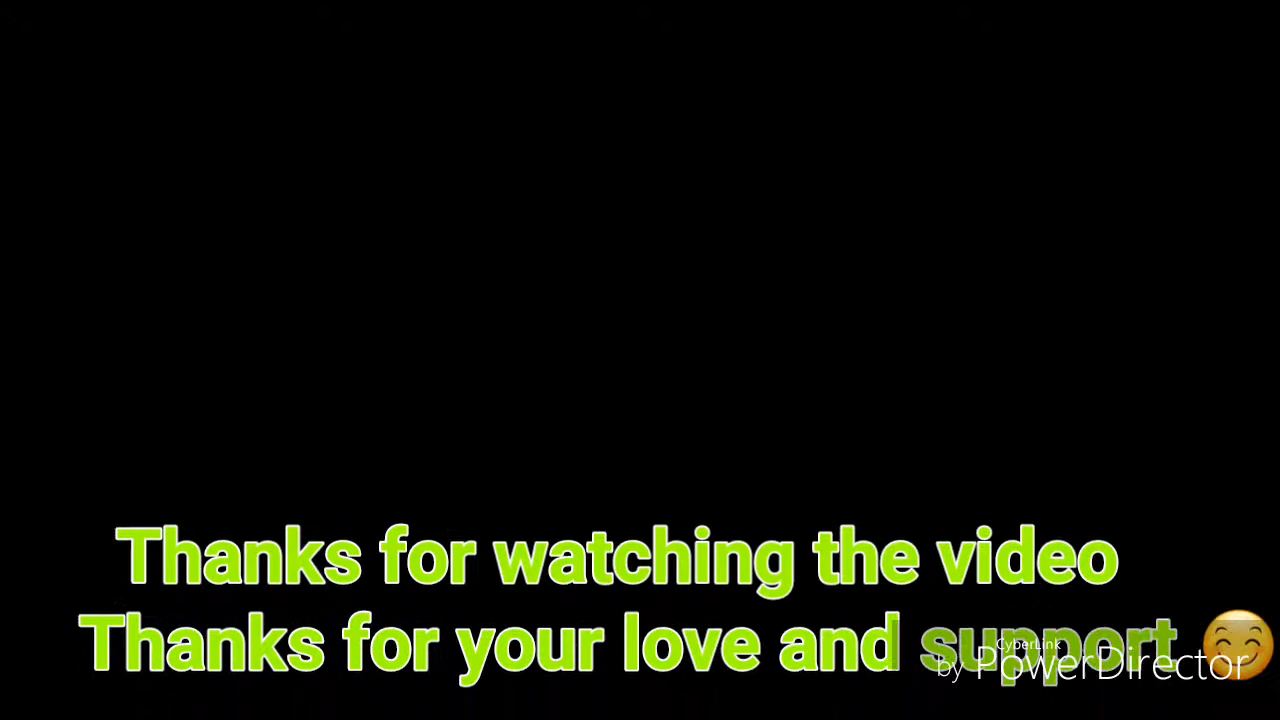 Thanks for watching the video
Thanks for your love and support 😊
CyberLink
by PowerDirector